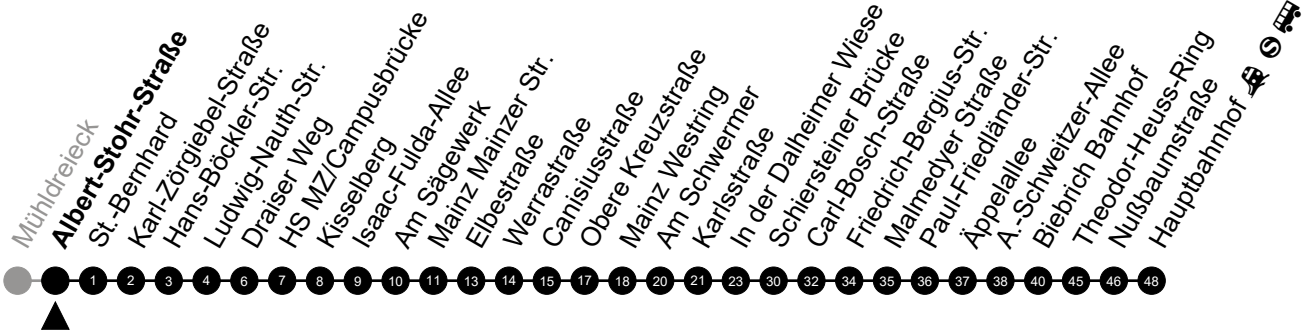 Mühldreieck
Albert-Stohr-Straße
St.-Bernhard
Karl-Zörgiebel-Straße
Hans-Böckler-Str.
Ludwig-Nauth-Str.
Draiser Weg
HS MZ/Campusbrücke
Kisselberg
Isaac-Fulda-Allee
Am Sägewerk
Mainz Mainzer Str.
Elbestraße
Werrastraße
Canisiusstraße
Obere Kreuzstraße
Mainz Westring
Am Schwermer
Karlsstraße
In der Dalheimer Wiese
Schiersteiner Brücke
Carl-Bosch-Straße
Friedrich-Bergius-Str.
Malmedyer Straße
Paul-Friedländer-Str.
Äppelallee
A.-Schweitzer-Allee
Biebrich Bahnhof
Theodor-Heuss-Ring
Nußbaumstraße
Hauptbahnhof S
1 2 3 4 6 7 8 9 10 11 13 14 15 17 18 20 21 23 30 32 34 35 36 37 38 40 45 46 48